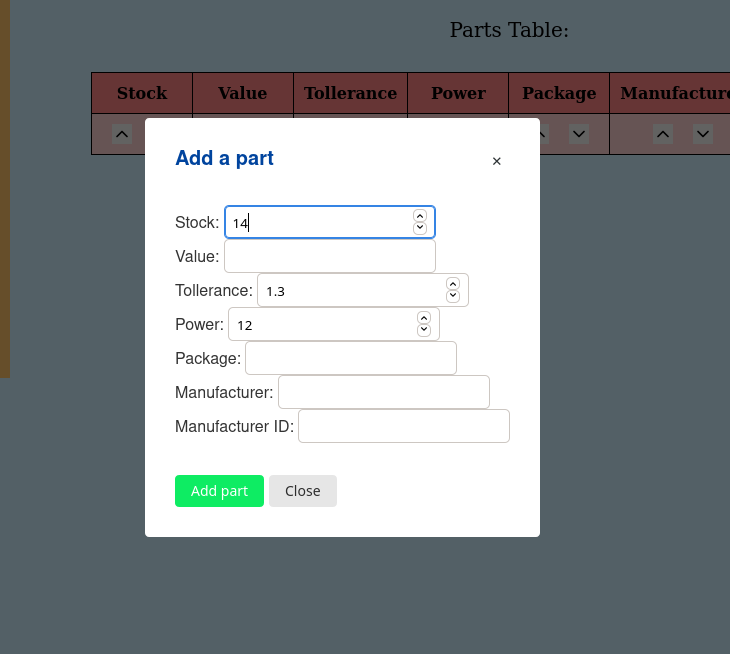 Parts Table:
Stock Value Tollerance Power Package Manufacture
Add a part ×
Stock: 14
Value:
Tollerance: 1.3
Power: 12
Package:
Manufacturer:
Manufacturer ID:
Add part Close